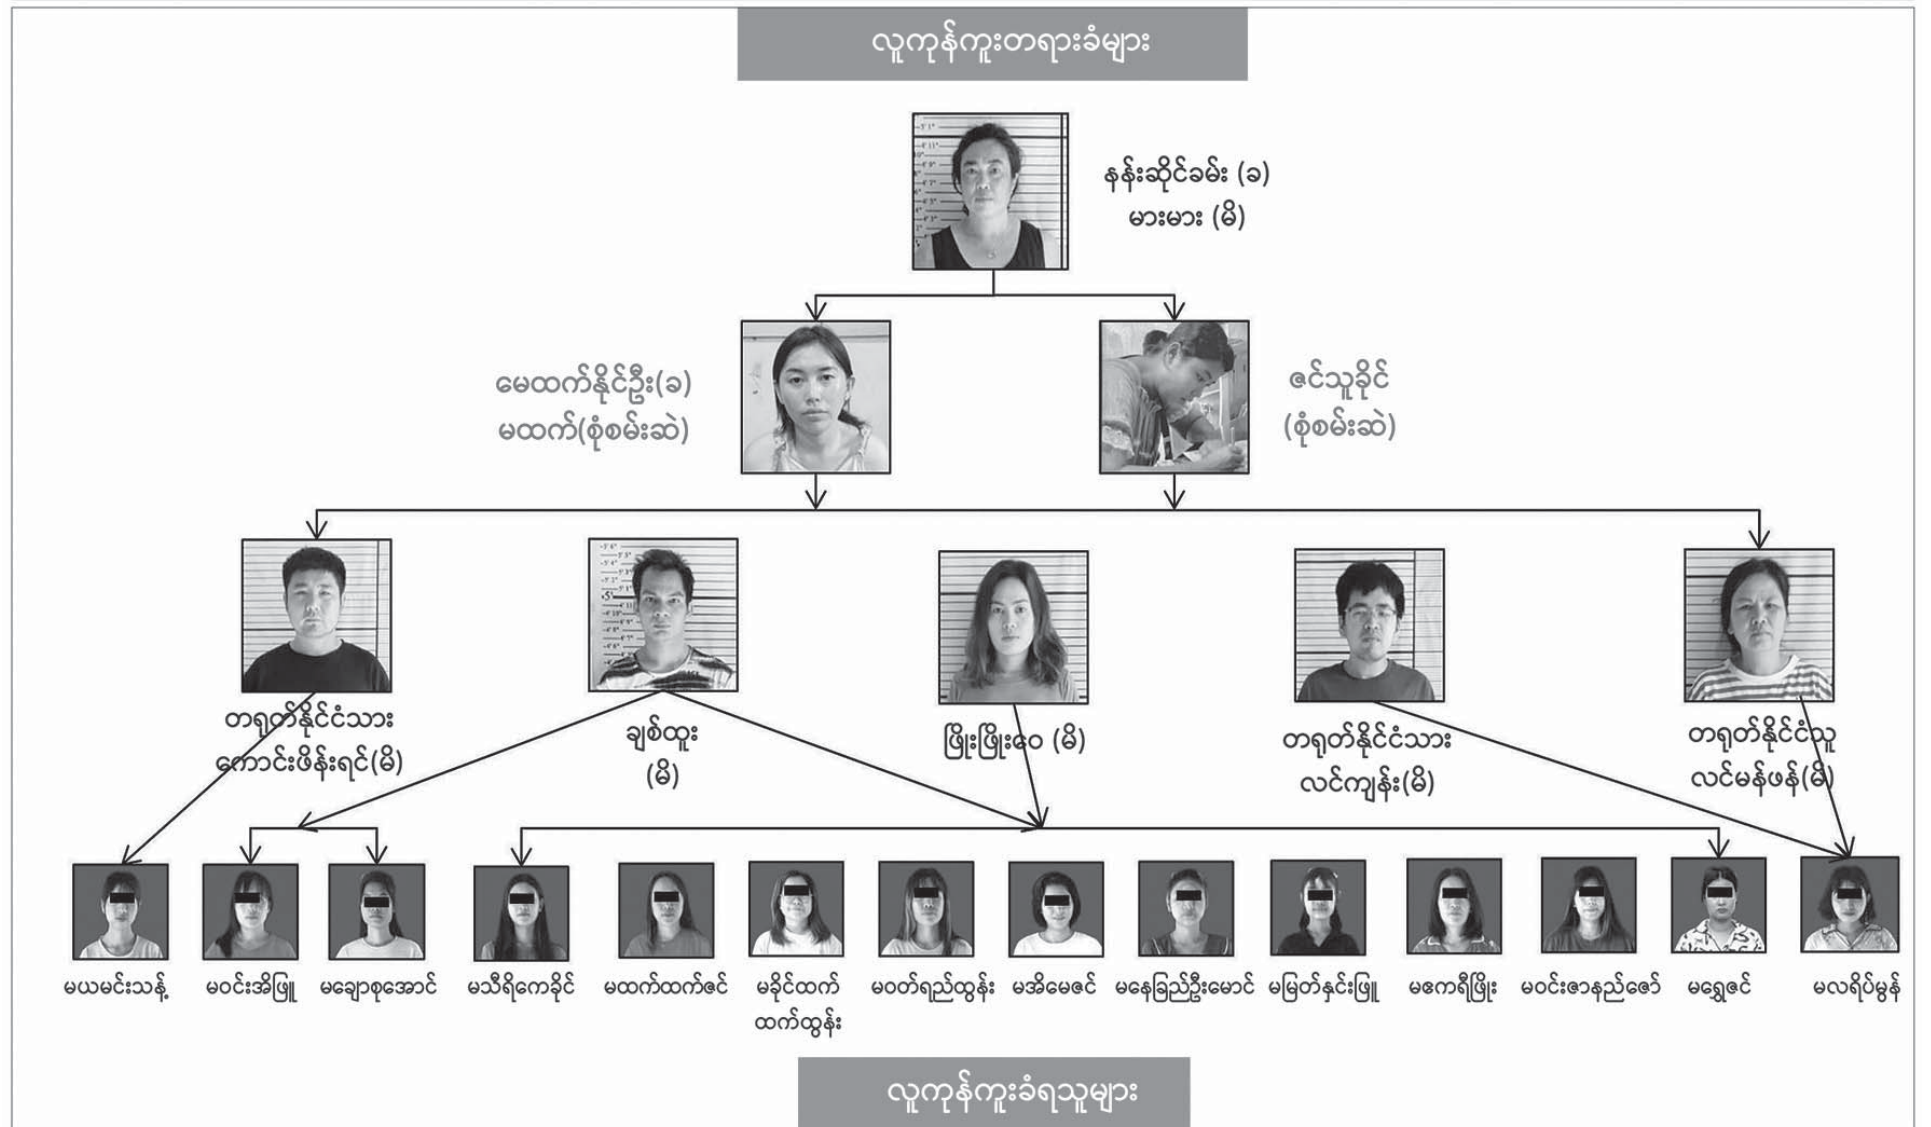 လူကုန်ကူးတရားခံများ
နန်းဆိုင်ခမ်း (ခ)
မားမား (မိ)
မေထက်နိုင်ဦး(ခ)
မထက်(စုံစမ်းဆဲ)
ဇင်သူခိုင်
(စုံစမ်းဆဲ)
တရုတ်နိုင်ငံသား
ကောင်းဖိန်းရင်(မိ)
ချစ်ထူး
(မိ)
ဖြိုးဖြိုးဝေ (မိ)
တရုတ်နိုင်ငံသား
လင်ကျန်း(မိ)
တရုတ်နိုင်ငံသူ
လင်မန်ဖန်(မိ)
မယမင်းသန့်
မဝင်းအိဖြူ
မချောစုအောင်
မသီရိကေခိုင်
မထက်ထက်ဇင်
မခိုင်ထက်
ထက်ထွန်း
မဝတ်ရည်ထွန်း
မအိမေဇင်
မနေခြည်ဦးမောင်
မမြတ်နှင်းဖြူ
မဧကရီဖြိုး
မဝင်းဇာနည်ဇော်
မရွှေဇင်
မလရိပ်မွန်
လူကုန်ကူးခံရသူများ